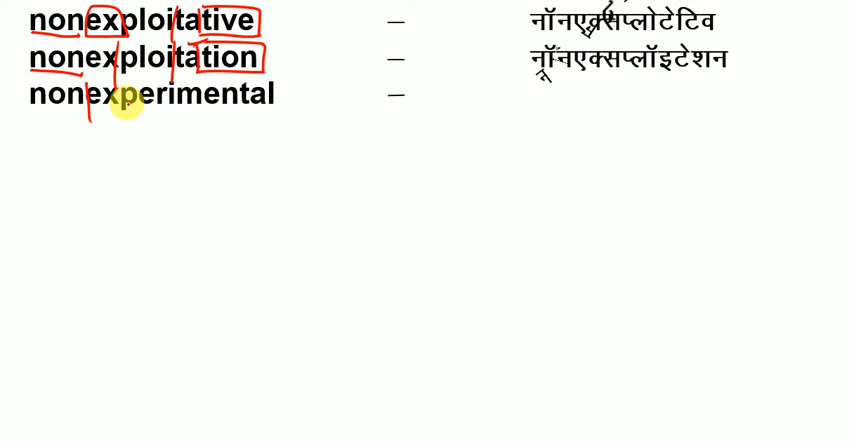 nonexploitative – नॉनएक्सप्लोटेटिव
nonexploitation – नॉनएक्सप्लॉइटेशन
nonexperimental –